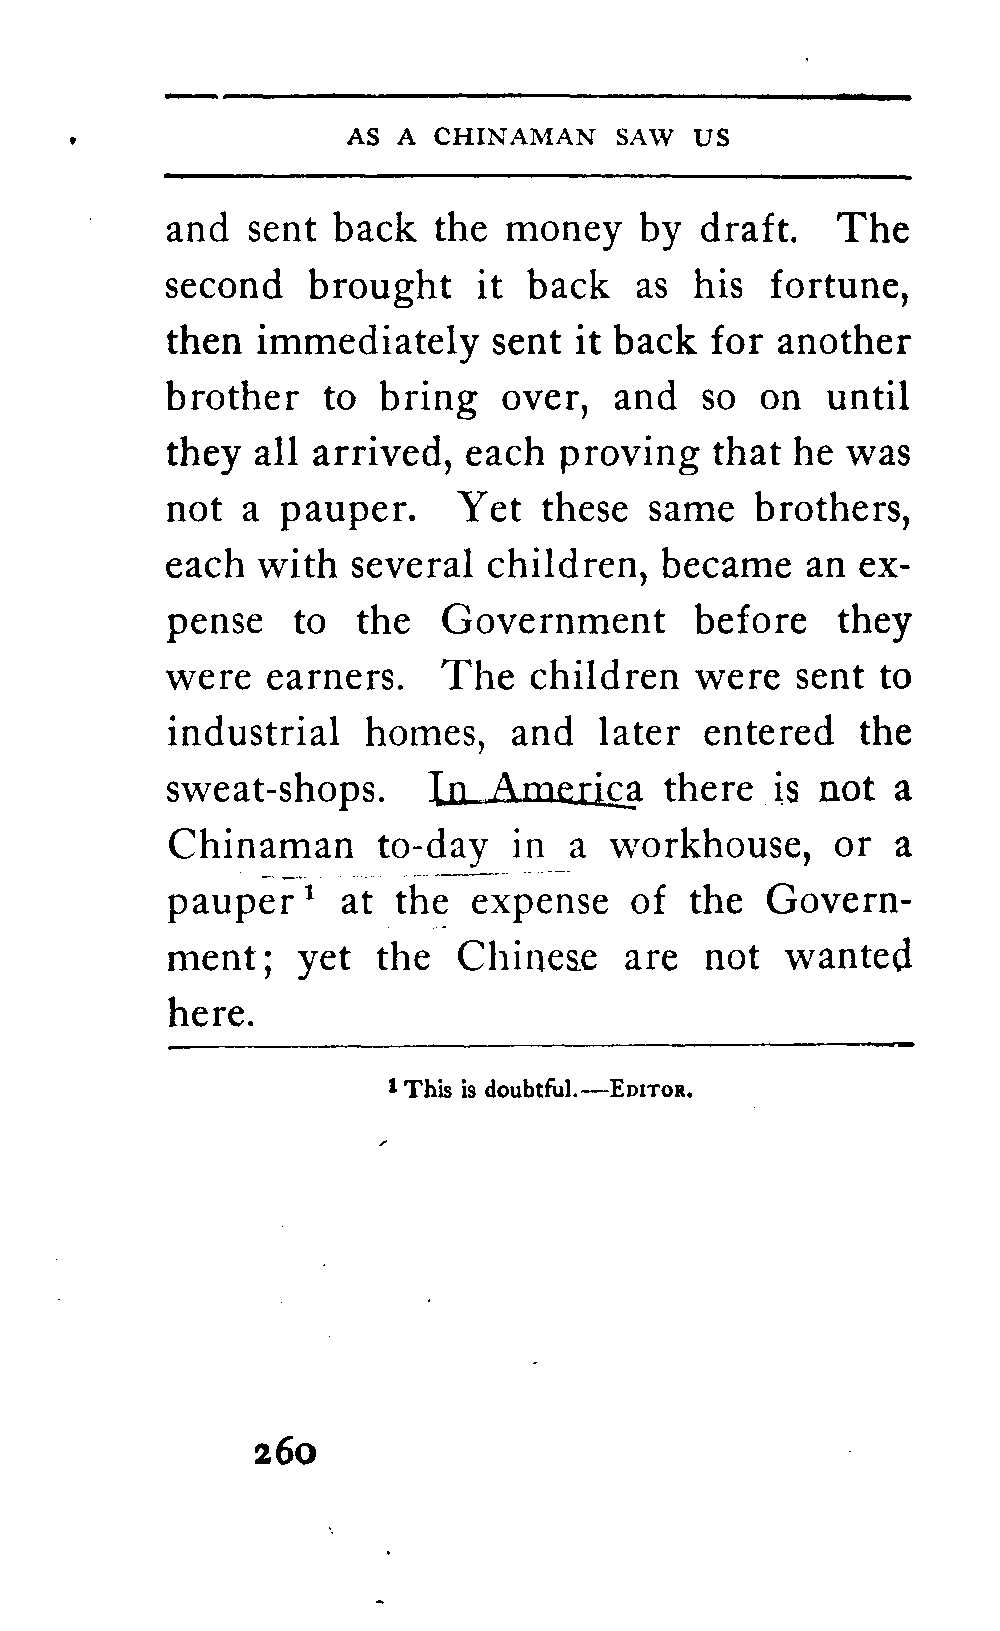 AS A CHINAMAN SAW US
and sent back the money by draft. The
second brought it back as his fortune,
then immediately sent it back for another
brother to bring over, and so on until
they all arrived, each proving that he was
not a pauper. Yet these same brothers,
each with several children, became an ex-
pense to the Government before they
were earners. The children were sent to
industrial homes, and later entered the
sweat-shops. In America there is not a
Chinaman to-day in a workhouse, or a
pauper¹ at the expense of the Govern-
ment; yet the Chinese are not wanted
here.
¹ This is doubtful.—EDITOR.
260